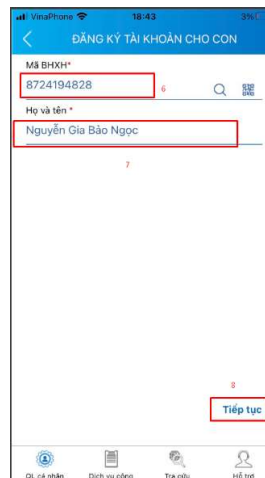 VinaPhone 18:43 3%
ĐĂNG KÝ TÀI KHOẢN CHO CON
Mã BHXH*
8724194828 6
Họ và tên *
Nguyễn Gia Bảo Ngọc
7
8
Tiếp tục
QL cá nhân Dịch vụ công Tra cứu Hỗ trợ